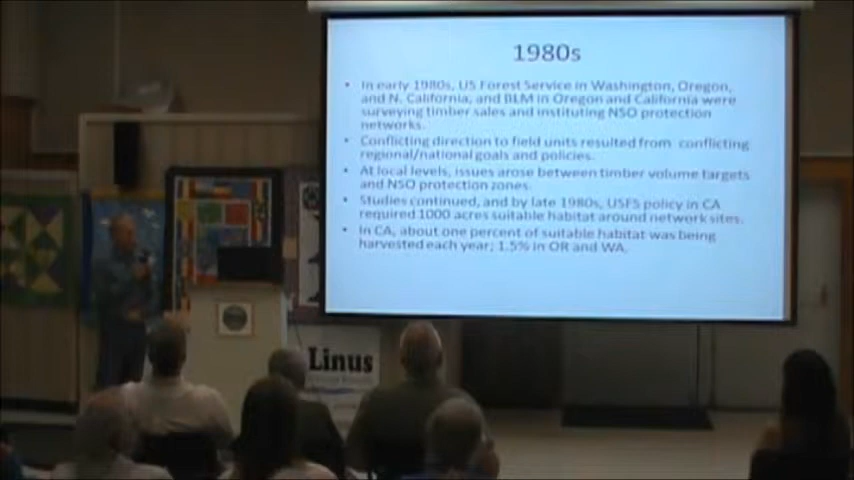 1980s
• In early 1980s, US Forest Service in Washington, Oregon,
and N. California, and BLM in Oregon and California were
surveying timber sales and instituting NSO protection
networks.
• Conflicting direction to field units resulted from conflicting
regional/national goals and policies.
• At local levels, issues arose between timber volume targets
and NSO protection zones.
• Studies continued, and by late 1980s, USFS policy in CA
required 1000 acres suitable habitat around network sites.
• In CA, about one percent of suitable habitat was being
harvested each year; 1.5% in OR and WA.
Linus